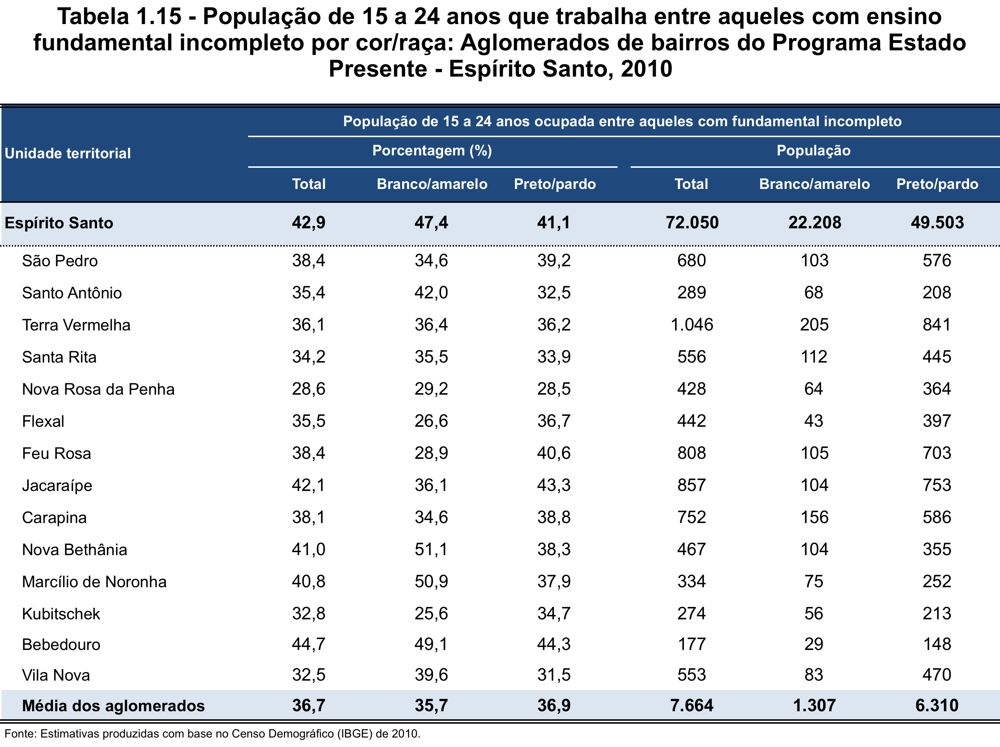 Tabela 1.15 - População de 15 a 24 anos que trabalha entre aqueles com ensino
fundamental incompleto por cor/raça: Aglomerados de bairros do Programa Estado
Presente - Espírito Santo, 2010
População de 15 a 24 anos ocupada entre aqueles com fundamental incompleto
Unidade territorial Porcentagem (%) População
Total Branco/amarelo Preto/pardo Total Branco/amarelo Preto/pardo
Espírito Santo 42,9 47,4 41,1 72.050 22.208 49.503
São Pedro 38,4 34,6 39,2 680 103 576
Santo Antônio 35,4 42,0 32,5 289 68 208
Terra Vermelha 36,1 36,4 36,2 1.046 205 841
Santa Rita 34,2 35,5 33,9 556 112 445
Nova Rosa da Penha 28,6 29,2 28,5 428 64 364
Flexal 35,5 26,6 36,7 442 43 397
Feu Rosa 38,4 28,9 40,6 808 105 703
Jacaraípe 42,1 36,1 43,3 857 104 753
Carapina 38,1 34,6 38,8 752 156 586
Nova Bethânia 41,0 51,1 38,3 467 104 355
Marcílio de Noronha 40,8 50,9 37,9 334 75 252
Kubitschek 32,8 25,6 34,7 274 56 213
Bebedouro 44,7 49,1 44,3 177 29 148
Vila Nova 32,5 39,6 31,5 553 83 470
Média dos aglomerados 36,7 35,7 36,9 7.664 1.307 6.310
Fonte: Estimativas produzidas com base no Censo Demográfico (IBGE) de 2010.